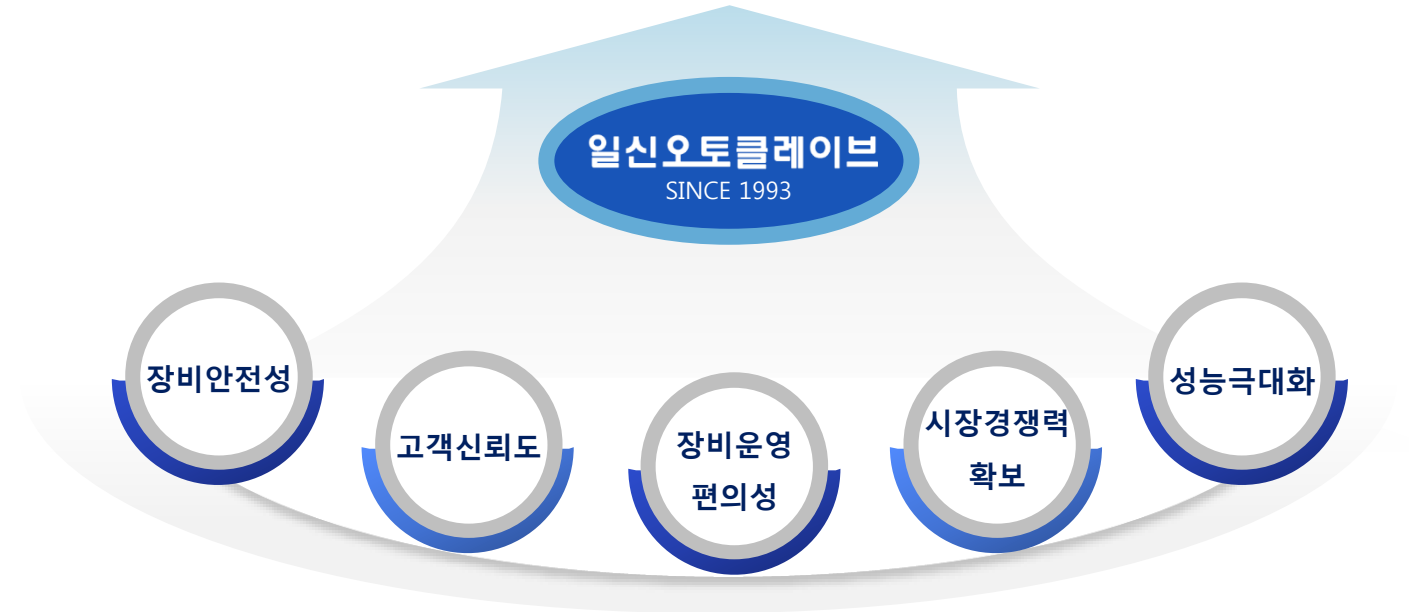 일신오토클레이브
SINCE 1993
장비안전성
고객신뢰도
장비운영
편의성
시장경쟁력
확보
성능극대화